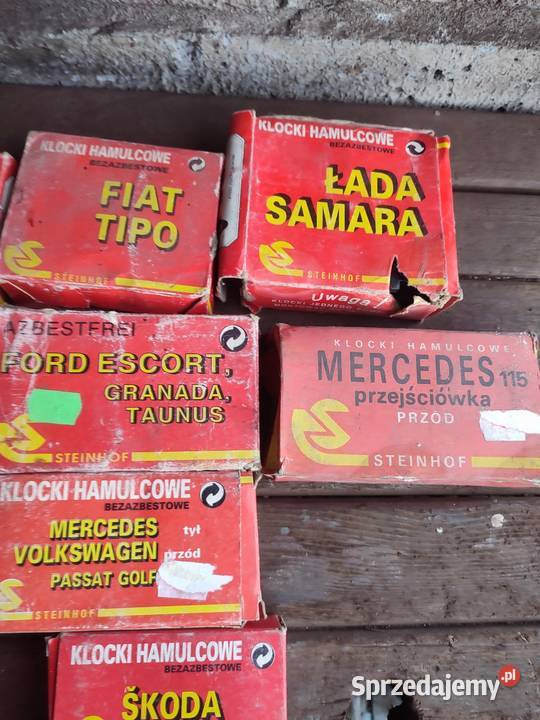 KLOCKI HAMULCOWE
BEZAZBESTOWE
FIAT
TIPO
STEINHOF
KLOCKI HAMULCOWE
BEZAZBESTOWE
ŁADA
SAMARA
STEINHOF
Uwaga!
KLOCKI JEDNEGO
AZBESTFREI
FORD ESCORT,
GRANADA,
TAUNUS
STEINHOF
KLOCKI HAMULCOWE
MERCEDES 115
przejściówka
PRZÓD
STEINHOF
KLOCKI HAMULCOWE
BEZAZBESTOWE
MERCEDES tył
VOLKSWAGEN przód
PASSAT GOLF
STEINHOF
KLOCKI HAMULCOWE
BEZAZBESTOWE
ŠKODA
Sprzedajemy.pl